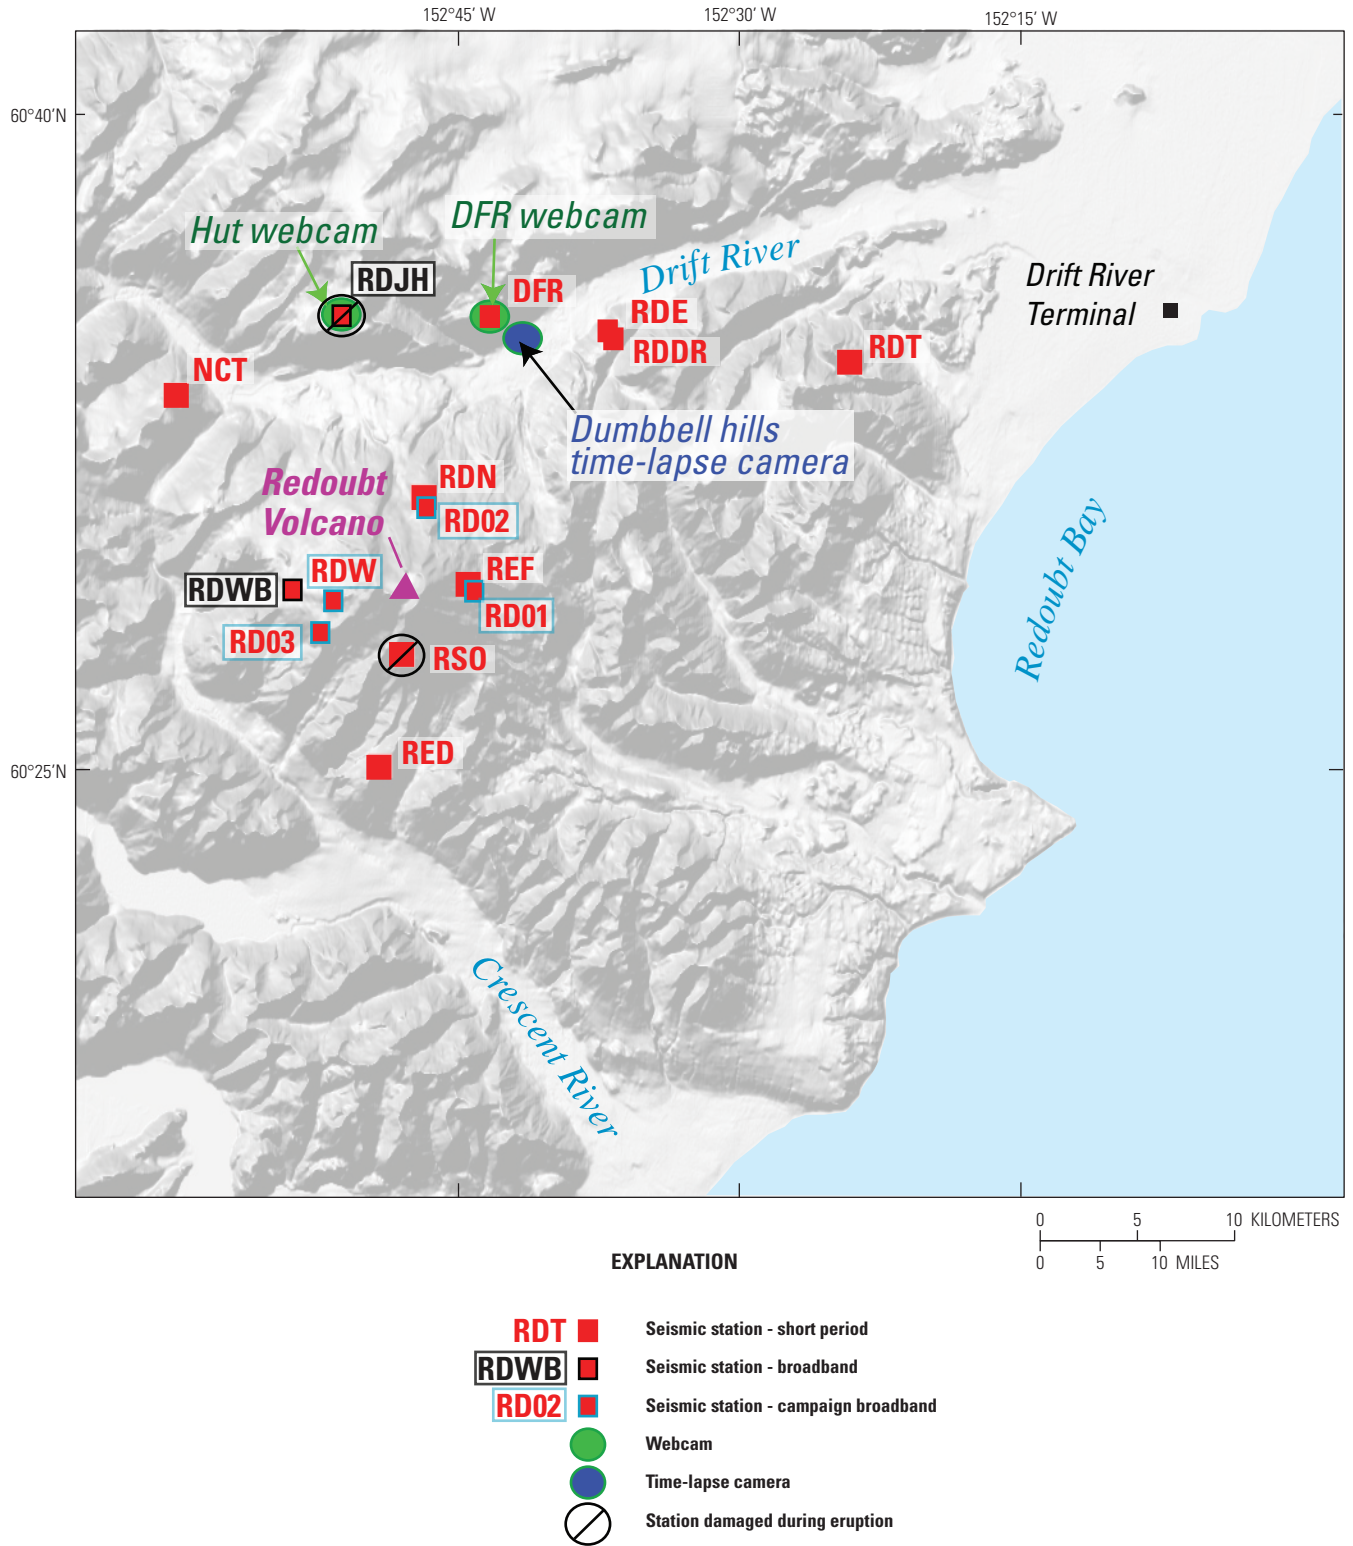 152°45′ W
152°30′ W
152°15′ W
60°40′N
Hut webcam
DFR webcam
RDJH
DFR
Drift River
Drift River
Terminal
RDE
RDDR
RDT
NCT
Dumbbell hills
time-lapse camera
Redoubt
Volcano
RDN
RD02
RDWB
RDW
REF
RD01
RD03
RSO
Redoubt Bay
RED
60°25′N
Crescent River
0 5 10 KILOMETERS
0 5 10 MILES
EXPLANATION
RDT Seismic station - short period
RDWB Seismic station - broadband
RD02 Seismic station - campaign broadband
Webcam
Time-lapse camera
Station damaged during eruption